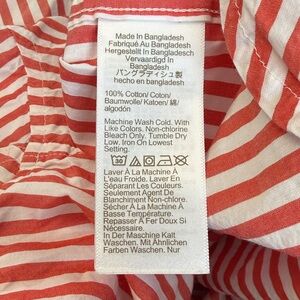 Made In Bangladesh
Fabriqué Au Bangladesh
Hergestellt In Bangladesch
Vervaardigd In
Bangladesh
バングラディシュ製
hecho en bangladesh
100% Cotton/ Coton/
Baumwolle/ Katoen/ 綿/
algodón
Machine Wash Cold. With
Like Colors. Non-chlorine
Bleach Only. Tumble Dry
Low. Iron On Lowest
Setting.
Laver À La Machine À
L'eau Froide. Laver En
Séparant Les Couleurs.
Seulement Agent De
Blanchiment Non-chlore.
Sécher À La Machine À
Basse Température.
Repasser À Fer Doux Si
Nécessaire.
In Der Maschine Kalt
Waschen. Mit Ähnlichen
Farben Waschen. Nur